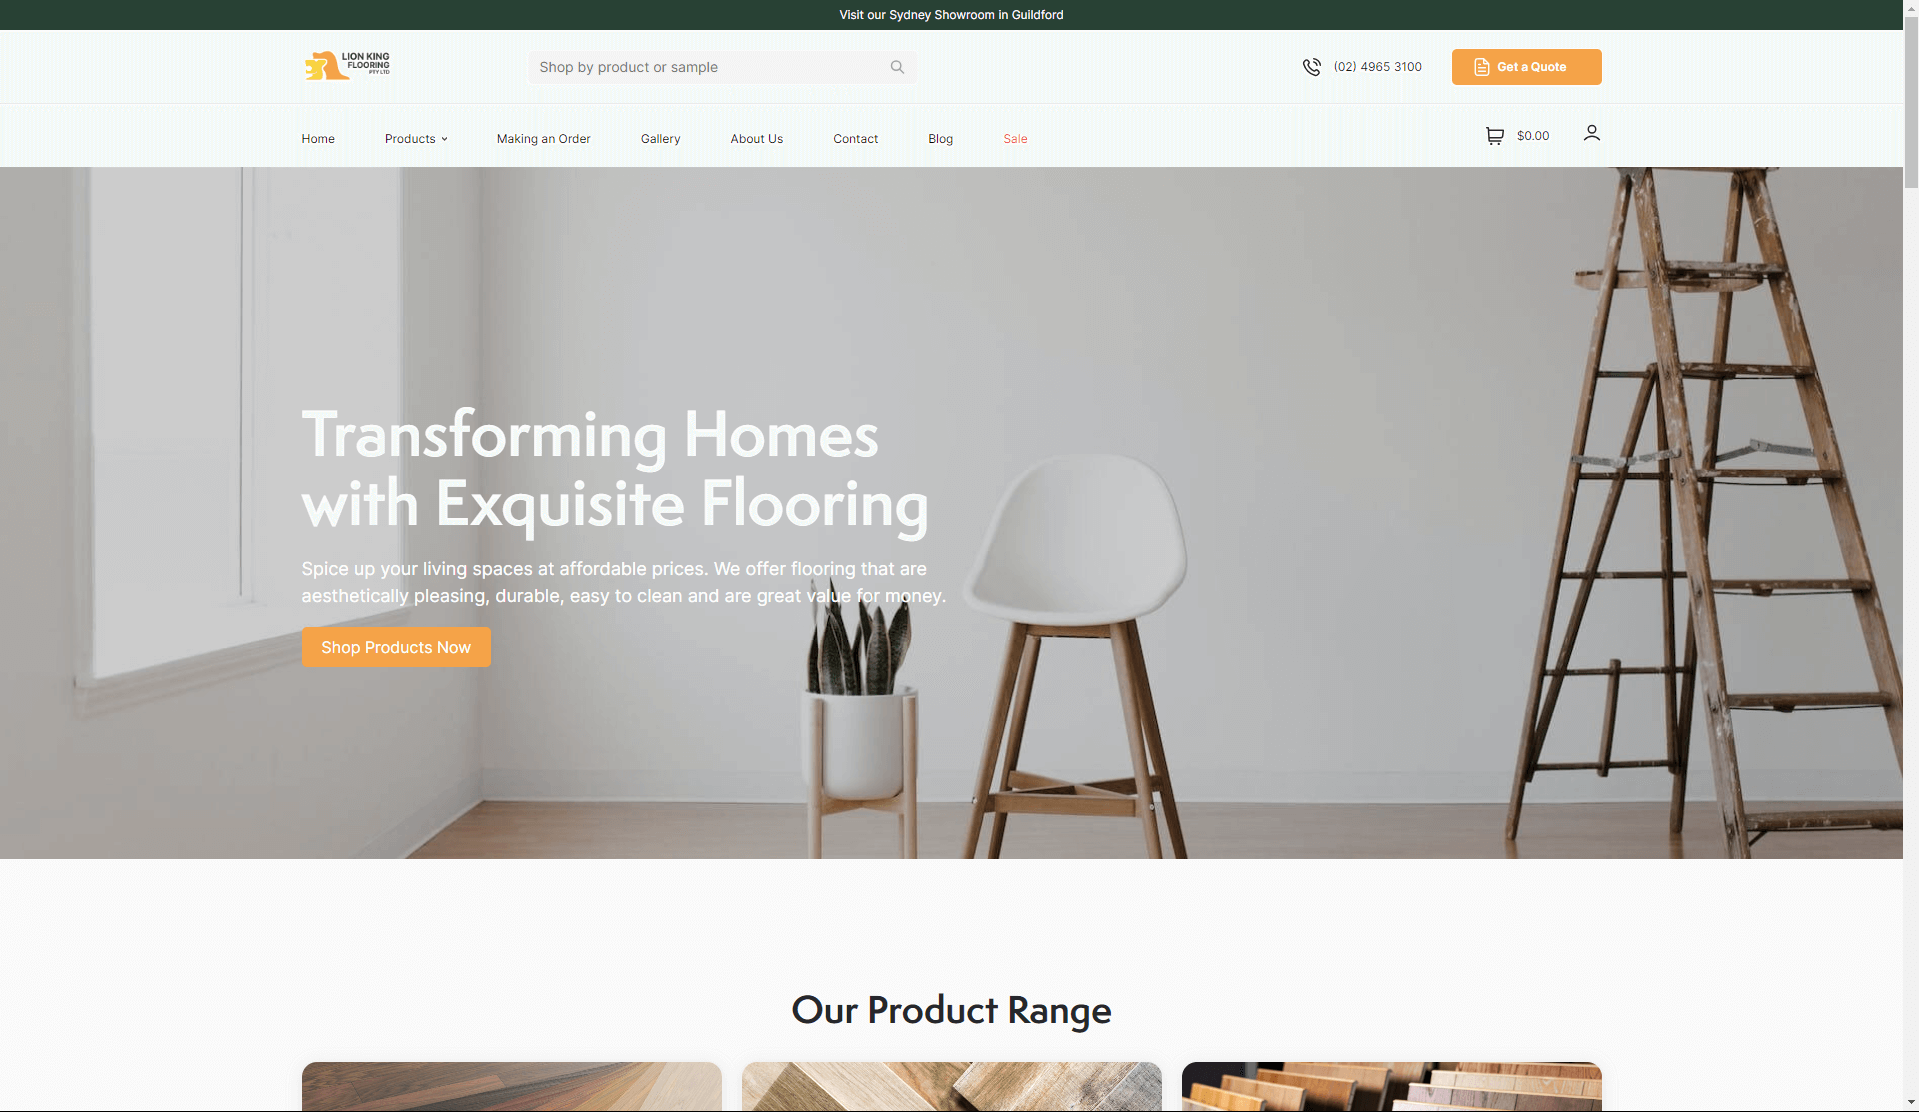 Visit our Sydney Showroom in Guildford
LION KING
FLOORING
PTY LTD
Shop by product or sample
(02) 4965 3100
Get a Quote
Home
Products
Making an Order
Gallery
About Us
Contact
Blog
Sale
$0.00
Transforming Homes
with Exquisite Flooring
Spice up your living spaces at affordable prices. We offer flooring that are
aesthetically pleasing, durable, easy to clean and are great value for money.
Shop Products Now
Our Product Range